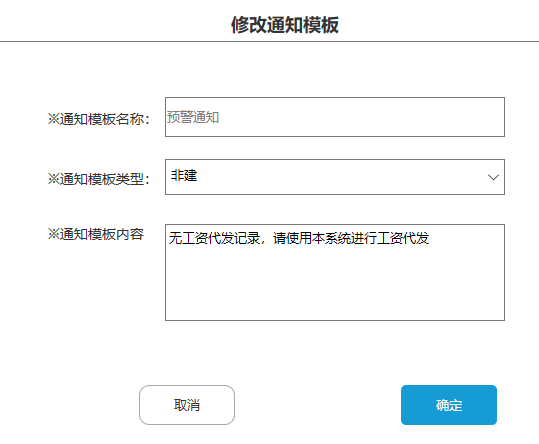 修改通知模板
※通知模板名称：
预警通知
※通知模板类型：
非建
※通知模板内容
无工资代发记录，请使用本系统进行工资代发
取消
确定